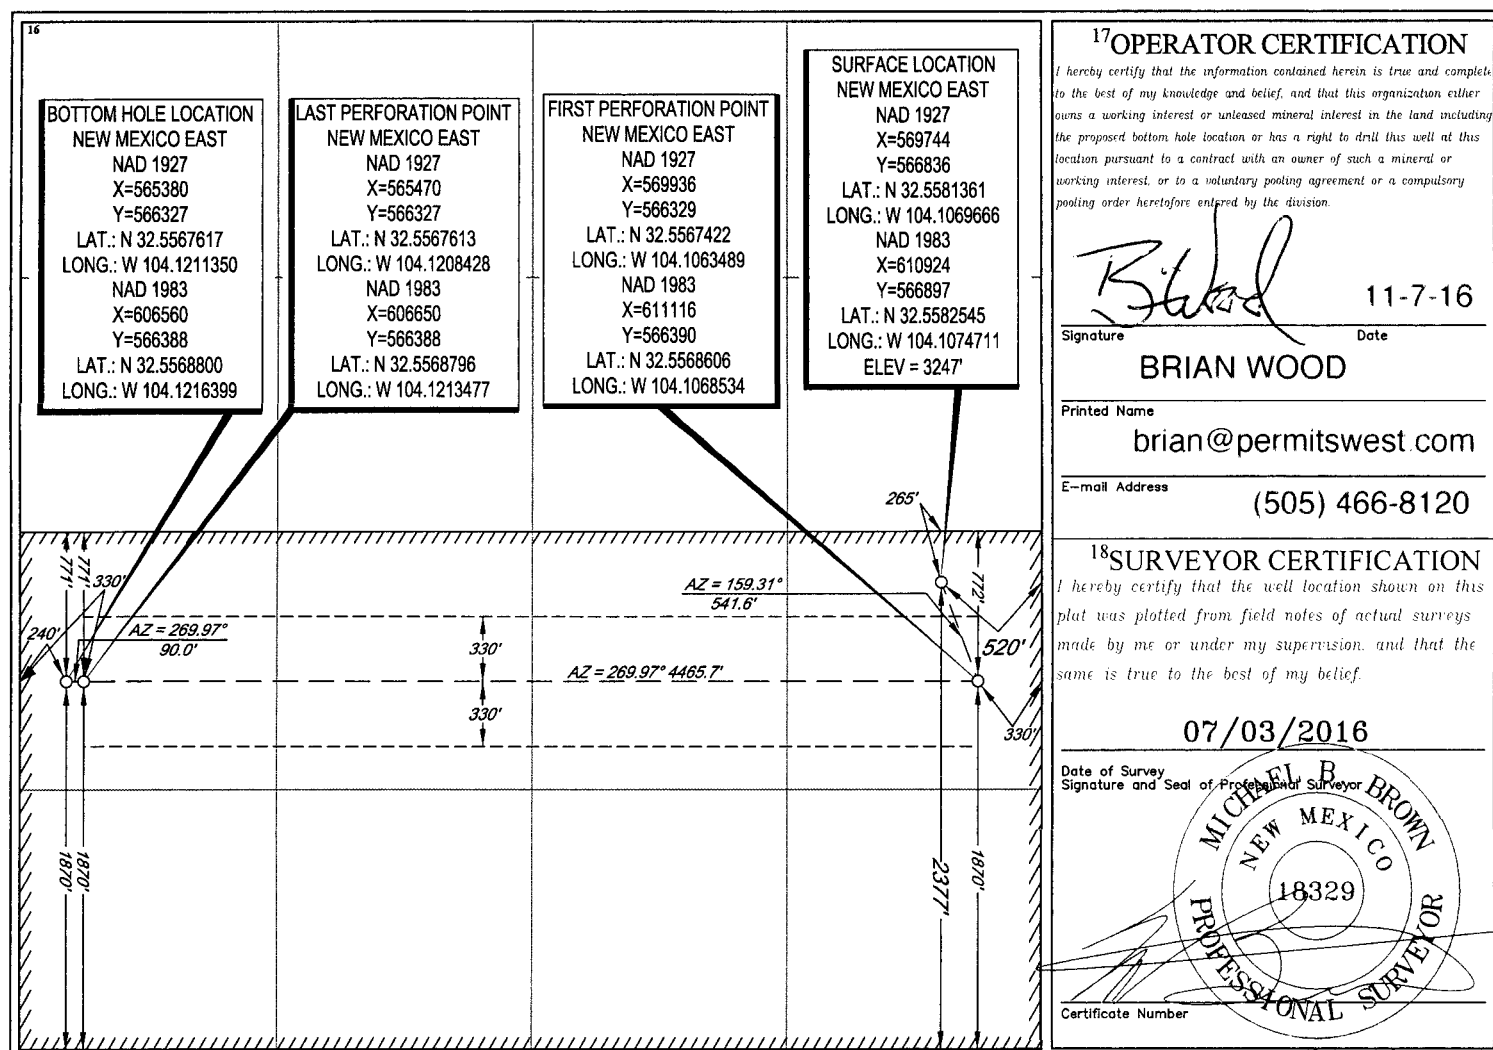 16
BOTTOM HOLE LOCATION
NEW MEXICO EAST
NAD 1927
X=565380
Y=566327
LAT.: N 32.5567617
LONG.: W 104.1211350
NAD 1983
X=606560
Y=566388
LAT.: N 32.5568800
LONG.: W 104.1216399
LAST PERFORATION POINT
NEW MEXICO EAST
NAD 1927
X=565470
Y=566327
LAT.: N 32.5567613
LONG.: W 104.1208428
NAD 1983
X=606650
Y=566388
LAT.: N 32.5568796
LONG.: W 104.1213477
FIRST PERFORATION POINT
NEW MEXICO EAST
NAD 1927
X=569936
Y=566329
LAT.: N 32.5567422
LONG.: W 104.1063489
NAD 1983
X=611116
Y=566390
LAT.: N 32.5568606
LONG.: W 104.1068534
SURFACE LOCATION
NEW MEXICO EAST
NAD 1927
X=569744
Y=566836
LAT.: N 32.5581361
LONG.: W 104.1069666
NAD 1983
X=610924
Y=566897
LAT.: N 32.5582545
LONG.: W 104.1074711
ELEV = 3247'
265'
771'
771'
330'
240'
AZ = 269.97°
90.0'
330'
330'
AZ = 269.97° 4465.7'
AZ = 159.31°
541.6'
772'
520'
330'
1870'
1870'
2377'
1870'
17OPERATOR CERTIFICATION
I hereby certify that the information contained herein is true and complete
to the best of my knowledge and belief, and that this organization either
owns a working interest or unleased mineral interest in the land including
the proposed bottom hole location or has a right to drill this well at this
location pursuant to a contract with an owner of such a mineral or
working interest, or to a voluntary pooling agreement or a compulsory
pooling order heretofore entered by the division.
BWood
11-7-16
Signature Date
BRIAN WOOD
Printed Name
brian@permitswest.com
E-mail Address
(505) 466-8120
18SURVEYOR CERTIFICATION
I hereby certify that the well location shown on this
plat was plotted from field notes of actual surveys
made by me or under my supervision, and that the
same is true to the best of my belief.
07/03/2016
Date of Survey
Signature and Seal of Professional Surveyor
MICHAEL B. BROWN
NEW MEXICO
18329
PROFESSIONAL SURVEYOR
Certificate Number